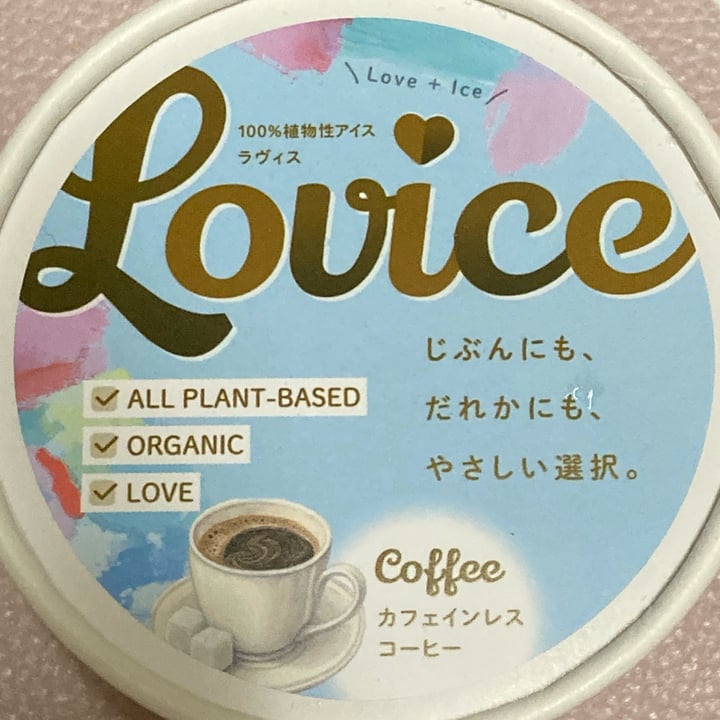 Love + Ice
100%植物性アイス
ラヴィス
Lovice
じぶんにも、
だれかにも、
やさしい選択。
ALL PLANT-BASED
ORGANIC
LOVE
Coffee
カフェインレス
コーヒー